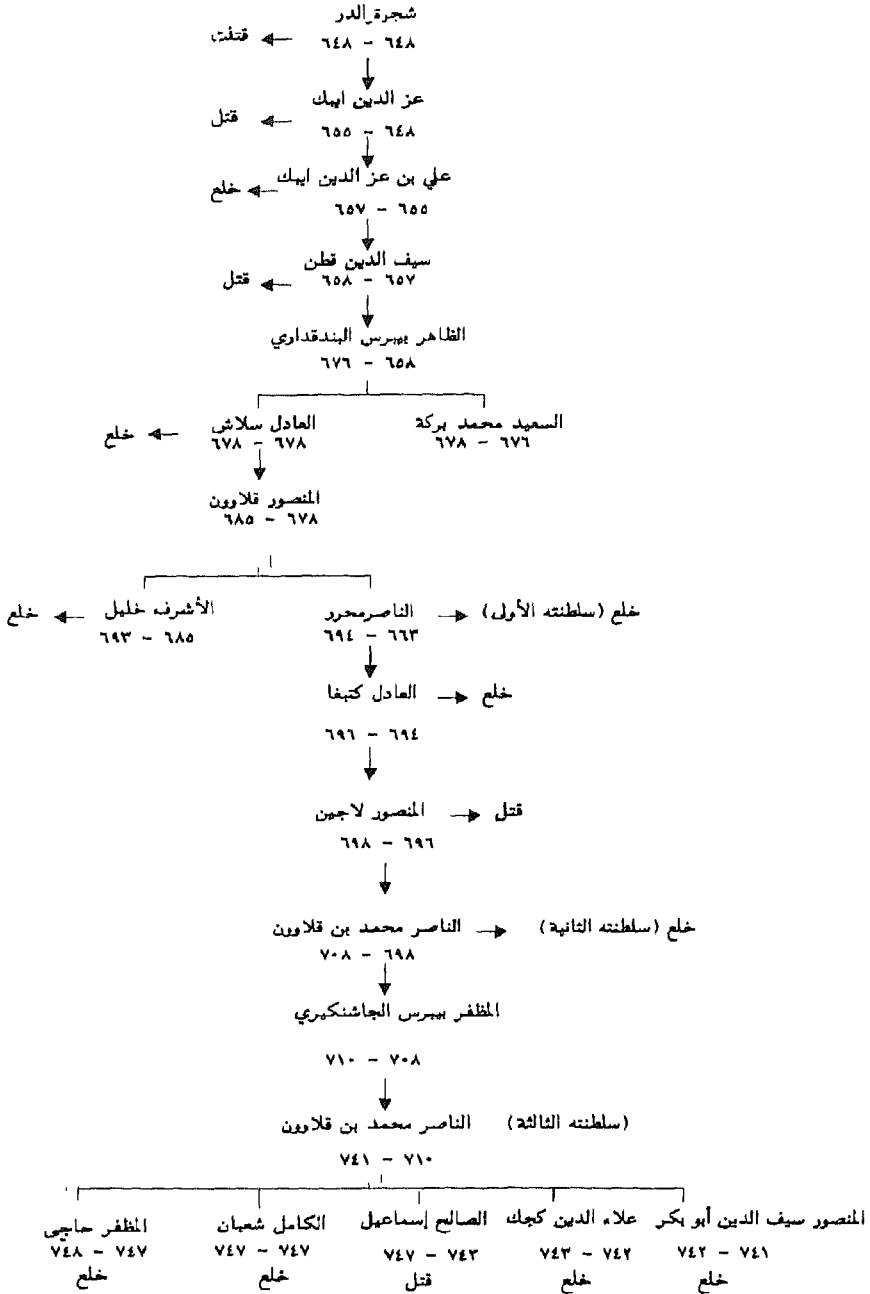 شجرة الدر
٦٤٨ – ٦٤٨
قتلت
عز الدين ايبك
٦٤٨ – ٦٥٥
قتل
علي بن عز الدين ايبك
٦٥٥ – ٦٥٧
خلع
سيف الدين قطن
٦٥٧ – ٦٥٨
قتل
الظاهر بيبرس البندقداري
٦٥٨ – ٦٧٦
السعيد محمد بركة
٦٧٦ – ٦٧٨
العادل سلاش
٦٧٨ – ٦٧٨
خلع
المنصور قلاوون
٦٧٨ – ٦٨٥
خلع (سلطنته الأولى)
الناصر محرر
٦٦٣ – ٦٩٤
الأشرف خليل
٦٨٥ – ٦٩٣
خلع
العادل كتبغا
٦٩٤ – ٦٩٦
خلع
المنصور لاجين
٦٩٦ – ٦٩٨
قتل
خلع (سلطنته الثانية)
الناصر محمد بن قلاوون
٦٩٨ – ٧٠٨
المظفر بيبرس الجاشنكيري
٧٠٨ – ٧١٠
(سلطنته الثالثة)
الناصر محمد بن قلاوون
٧١٠ – ٧٤١
المنصور سيف الدين أبو بكر
٧٤١ – ٧٤٢
خلع
علاء الدين كجك
٧٤٢ – ٧٤٣
خلع
الصالح إسماعيل
٧٤٣ – ٧٤٧
قتل
الكامل شعبان
٧٤٧ – ٧٤٧
خلع
المظفر حاجي
٧٤٧ – ٧٤٨
خلع